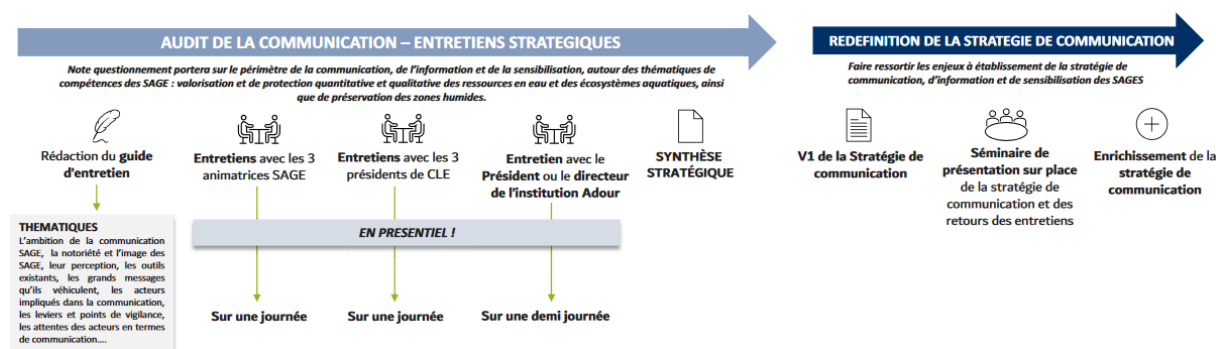 AUDIT DE LA COMMUNICATION – ENTRETIENS STRATEGIQUES
Note questionnement portera sur le périmètre de la communication, de l'information et de la sensibilisation, autour des thématiques de
compétences des SAGE : valorisation et de protection quantitative et qualitative des ressources en eau et des écosystèmes aquatiques, ainsi
que de préservation des zones humides.
Rédaction du guide
d'entretien
THEMATIQUES
L'ambition de la communication
SAGE, la notoriété et l'image des
SAGE, leur perception, les outils
existants, les grands messages
qu'ils véhiculent, les acteurs
impliqués dans la communication,
les leviers et points de vigilance,
les attentes des acteurs en termes
de communication....
Entretiens avec les 3
animatrices SAGE
Entretiens avec les 3
présidents de CLE
Entretien avec le
Président ou le directeur
de l'institution Adour
SYNTHÈSE
STRATÉGIQUE
EN PRESENTIEL !
Sur une journée
Sur une journée
Sur une demi journée
REDEFINITION DE LA STRATEGIE DE COMMUNICATION
Faire ressortir les enjeux à établissement de la stratégie de
communication, d'information et de sensibilisation des SAGES
V1 de la Stratégie de
communication
Séminaire de
présentation sur place
de la stratégie de
communication et des
retours des entretiens
Enrichissement de la
stratégie de
communication